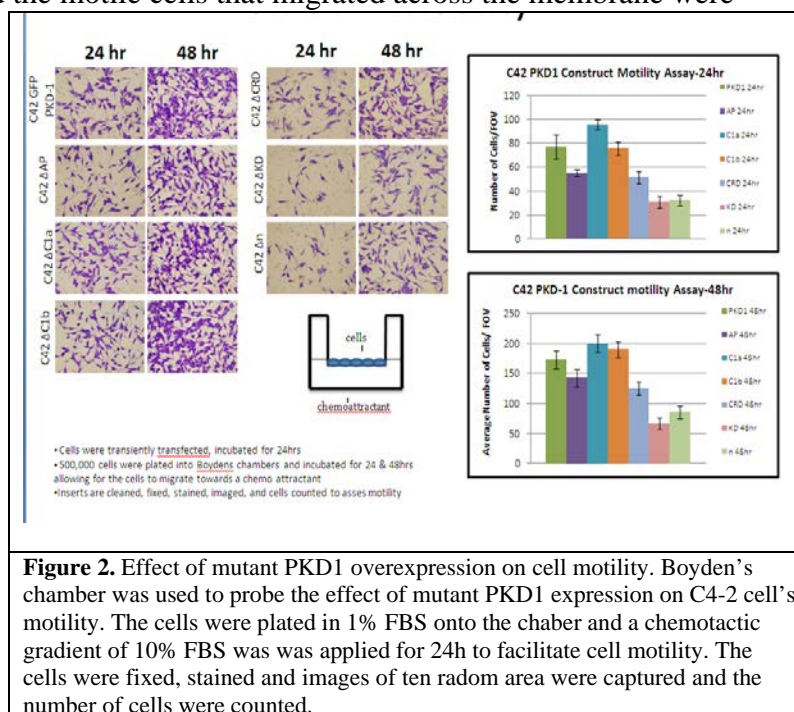 the motile cells that migrated across the membrane were
24 hr 48 hr
24 hr 48 hr
C42 GFP
PKD-1
C42 ΔAP
C42 ΔC1a
C42 ΔC1b
C42 ΔCRD
C42 ΔKD
C42 Δn
cells
chemoattractant
•Cells were transiently transfected, incubated for 24hrs
•500,000 cells were plated into Boydens chambers and incubated for 24 & 48hrs
allowing for the cells to migrate towards a chemo attractant
•Inserts are cleaned, fixed, stained, imaged, and cells counted to asses motility
C42 PKD1 Construct Motility Assay-24hr
Number of Cells/FOV
120
100
80
60
40
20
0
PKD1 24hr
AP 24hr
C1a 24hr
C1b 24hr
CRD 24hr
KD 24hr
n 24hr
C42 PKD-1 Construct motility Assay-48hr
Average Number of Cells/ FOV
250
200
150
100
50
0
PKD1 48hr
AP 48hr
C1a 48hr
C1b 48hr
CRD 48hr
KD 48hr
n 48hr
Figure 2. Effect of mutant PKD1 overexpression on cell motility. Boyden’s
chamber was used to probe the effect of mutant PKD1 expression on C4-2 cell’s
motility. The cells were plated in 1% FBS onto the chaber and a chemotactic
gradient of 10% FBS was was applied for 24h to facilitate cell motility. The
cells were fixed, stained and images of ten radom area were captured and the
number of cells were counted.